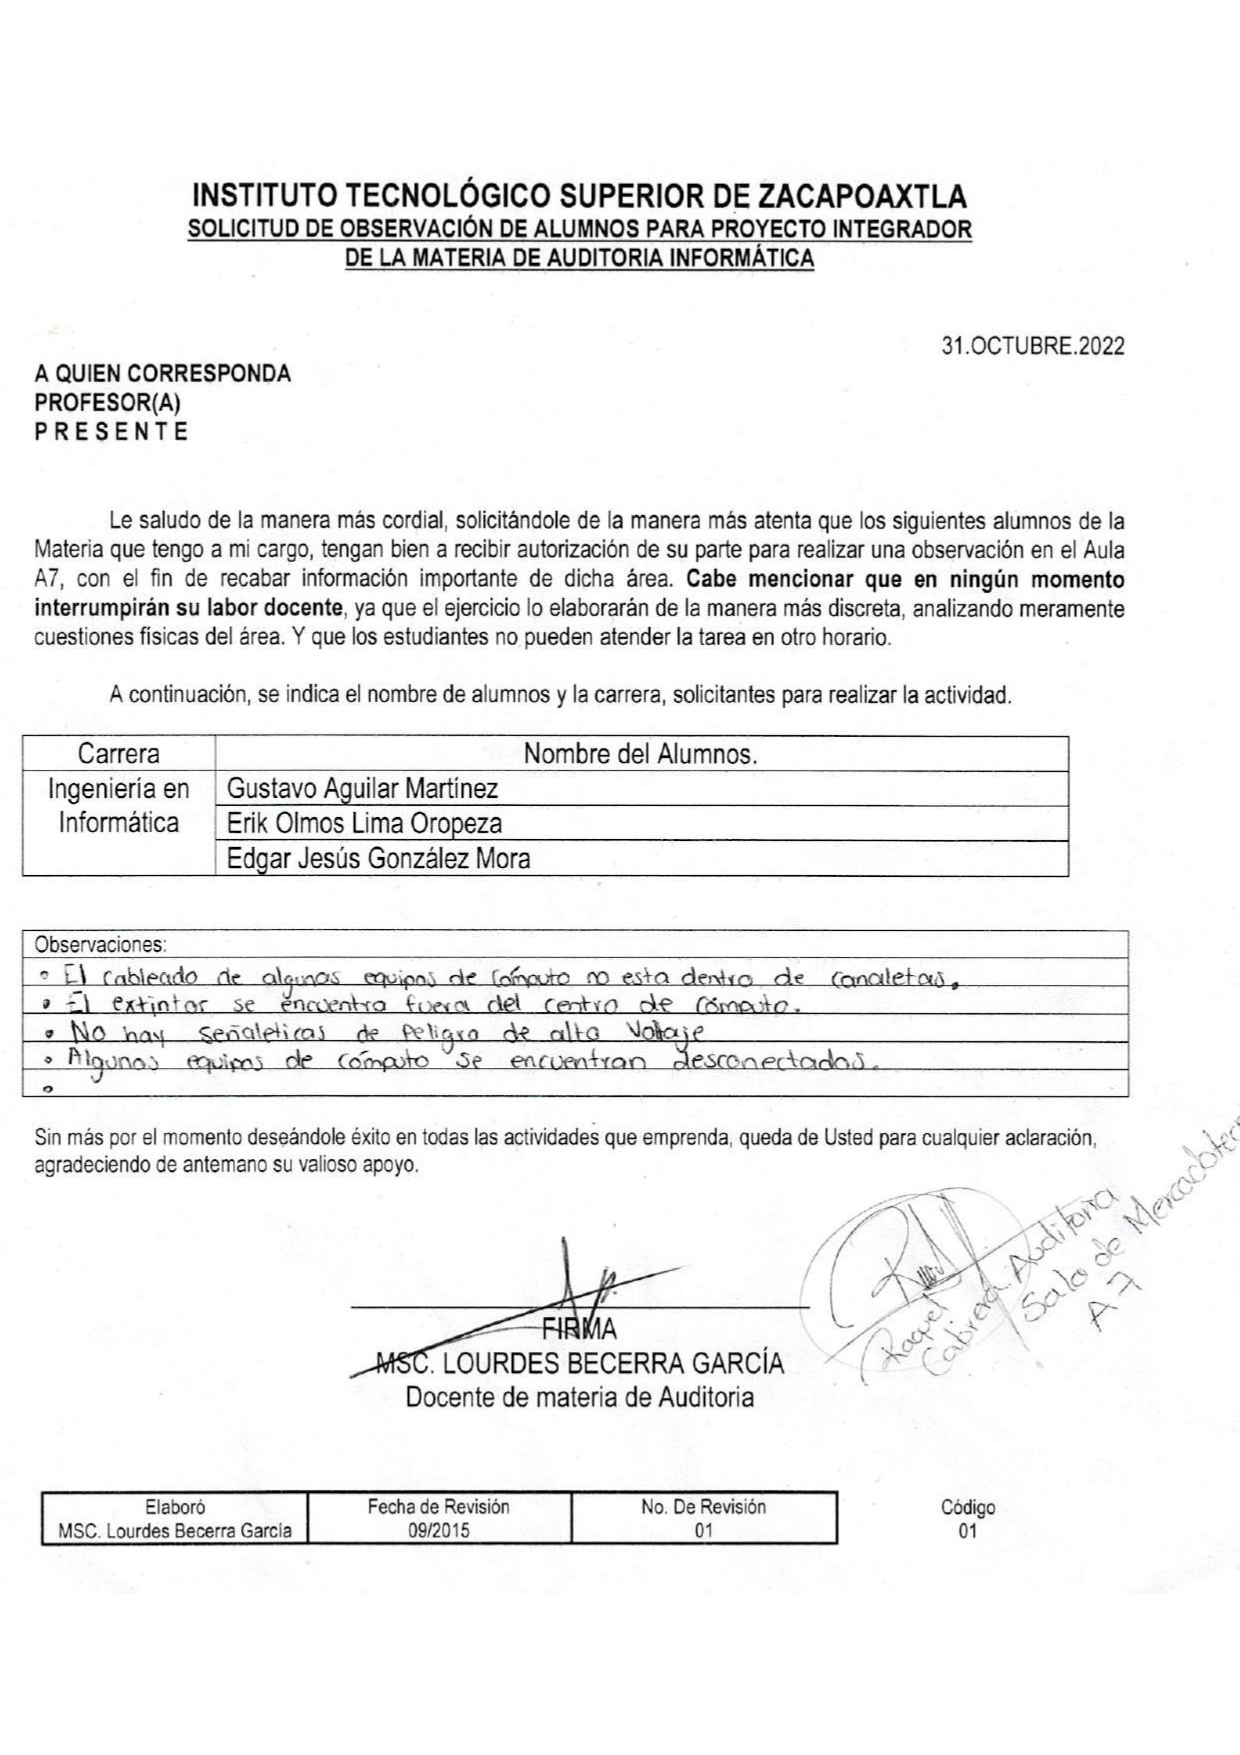 INSTITUTO TECNOLÓGICO SUPERIOR DE ZACAPOAXTLA
SOLICITUD DE OBSERVACIÓN DE ALUMNOS PARA PROYECTO INTEGRADOR
DE LA MATERIA DE AUDITORIA INFORMÁTICA
31.OCTUBRE.2022
A QUIEN CORRESPONDA
PROFESOR(A)
P R E S E N T E
Le saludo de la manera más cordial, solicitándole de la manera más atenta que los siguientes alumnos de la
Materia que tengo a mi cargo, tengan bien a recibir autorización de su parte para realizar una observación en el Aula
A7, con el fin de recabar información importante de dicha área. Cabe mencionar que en ningún momento
interrumpirán su labor docente, ya que el ejercicio lo elaborarán de la manera más discreta, analizando meramente
cuestiones físicas del área. Y que los estudiantes no pueden atender la tarea en otro horario.
A continuación, se indica el nombre de alumnos y la carrera, solicitantes para realizar la actividad.
Carrera Nombre del Alumnos.
Ingeniería en Informática
Gustavo Aguilar Martínez
Erik Olmos Lima Oropeza
Edgar Jesús González Mora
Observaciones:
• El cableado de algunos equipos de cómputo no esta dentro de canaletas.
• El extintor se encuentra fuera del centro de cómputo.
• No hay señaleticas de peligro de alto Voltaje
• Algunos equipos de cómputo se encuentran desconectados.
•
Sin más por el momento deseándole éxito en todas las actividades que emprenda, queda de Usted para cualquier aclaración,
agradeciendo de antemano su valioso apoyo.
Raquel
Cabrera Auditoria
Sala de
A7
FIRMA
MSC. LOURDES BECERRA GARCÍA
Docente de materia de Auditoria
Elaboró Fecha de Revisión No. De Revisión Código
MSC. Lourdes Becerra García 09/2015 01 01